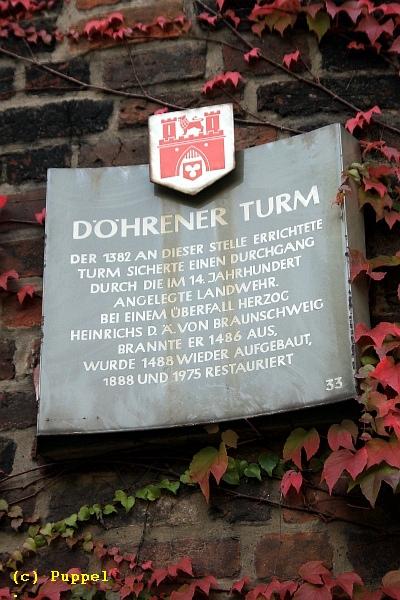 DÖHRENER TURM
DER 1382 AN DIESER STELLE ERRICHTETE
TURM SICHERTE EINEN DURCHGANG
DURCH DIE IM 14. JAHRHUNDERT
ANGELEGTE LANDWEHR.
BEI EINEM ÜBERFALL HERZOG
HEINRICHS D. Ä. VON BRAUNSCHWEIG
BRANNTE ER 1486 AUS,
WURDE 1488 WIEDER AUFGEBAUT,
1888 UND 1975 RESTAURIERT
33
(c) Puppel